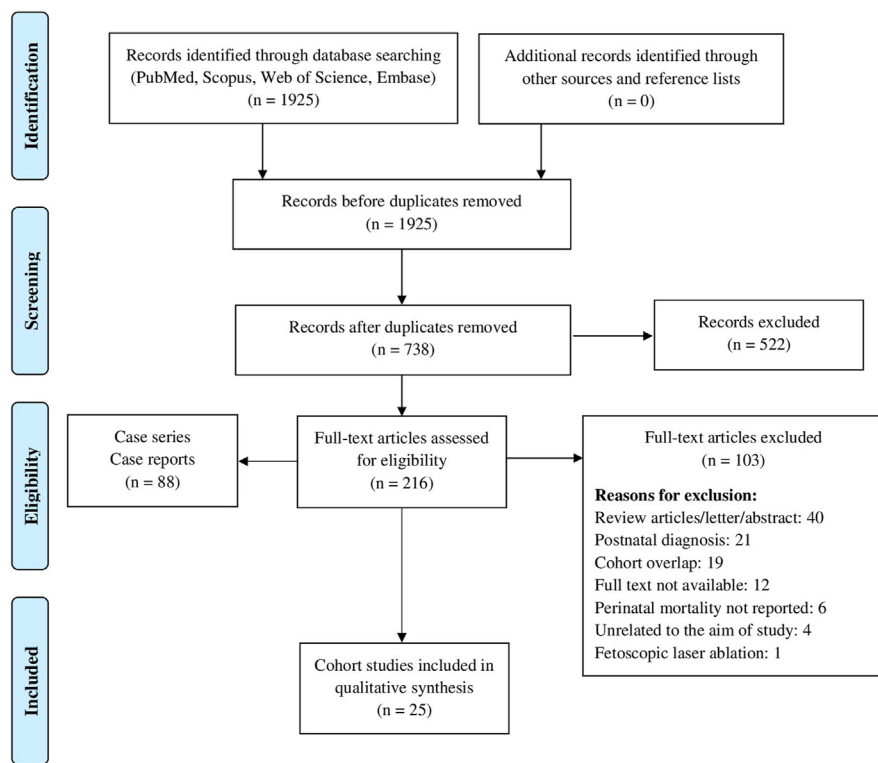 Identification
Records identified through database searching
(PubMed, Scopus, Web of Science, Embase)
(n = 1925)
Additional records identified through
other sources and reference lists
(n = 0)
Records before duplicates removed
(n = 1925)
Screening
Records after duplicates removed
(n = 738)
Records excluded
(n = 522)
Eligibility
Case series
Case reports
(n = 88)
Full-text articles assessed
for eligibility
(n = 216)
Full-text articles excluded
(n = 103)
Reasons for exclusion:
Review articles/letter/abstract: 40
Postnatal diagnosis: 21
Cohort overlap: 19
Full text not available: 12
Perinatal mortality not reported: 6
Unrelated to the aim of study: 4
Fetoscopic laser ablation: 1
Included
Cohort studies included in
qualitative synthesis
(n = 25)